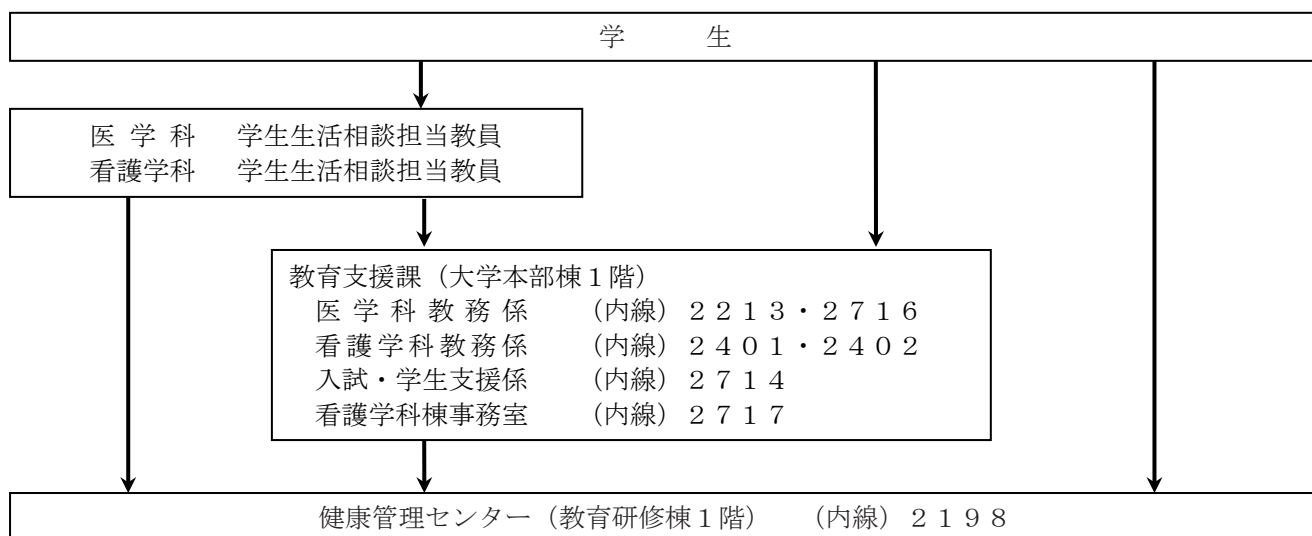 学　　　生
医 学 科　学生生活相談担当教員
看護学科　学生生活相談担当教員
教育支援課（大学本部棟１階）
医 学 科 教 務 係　（内線）２２１３・２７１６
看護学科教務係　（内線）２４０１・２４０２
入試・学生支援係　（内線）２７１４
看護学科棟事務室　（内線）２７１７
健康管理センター（教育研修棟１階）　（内線）２１９８